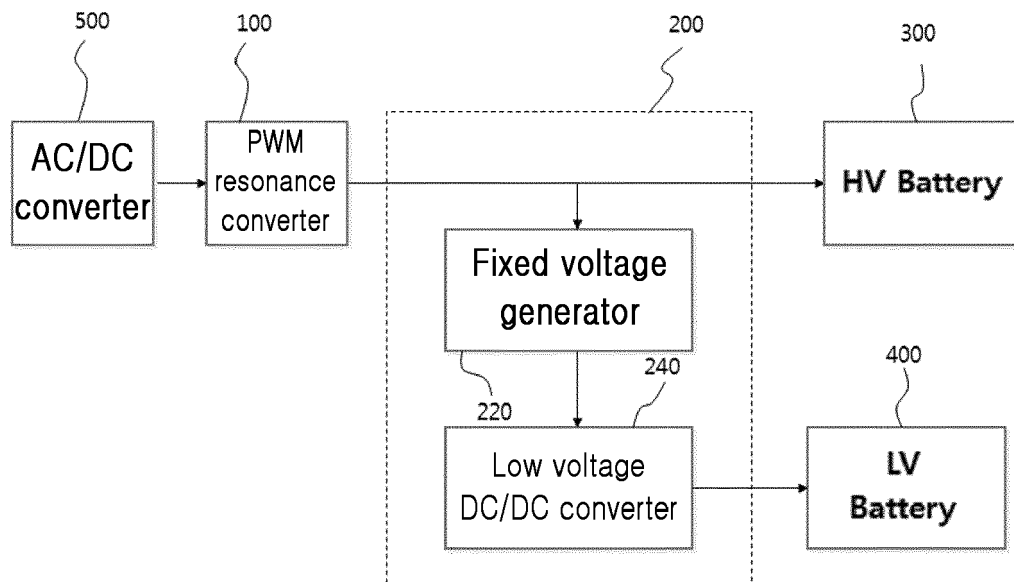 500
100
200
300
AC/DC
converter
PWM
resonance
converter
HV Battery
Fixed voltage
generator
220
240
400
Low voltage
DC/DC converter
LV
Battery